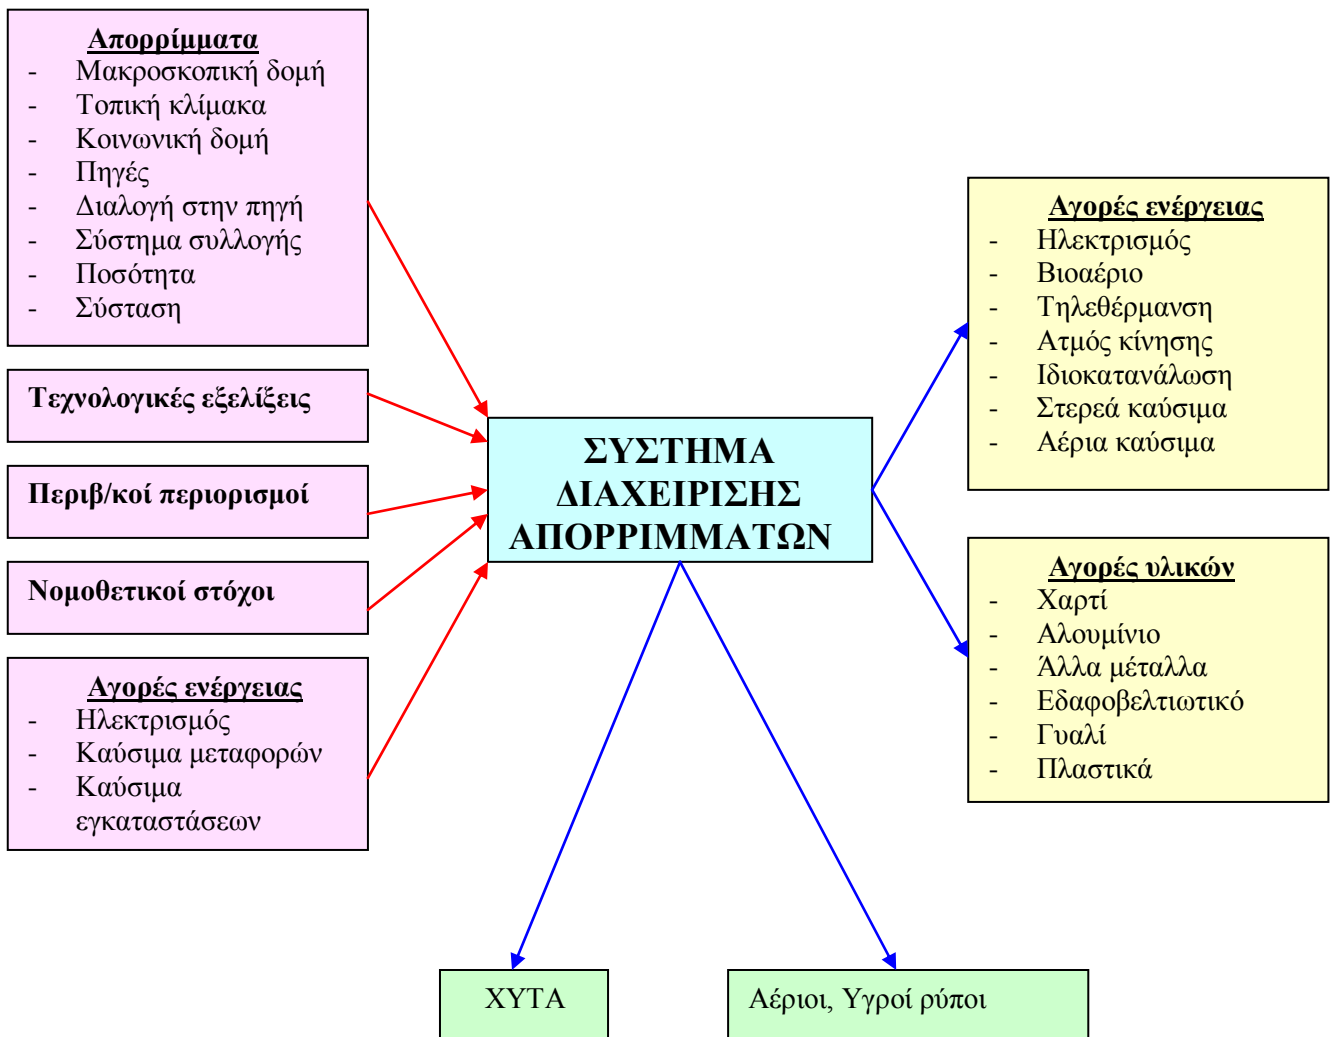 Απορρίμματα
- Μακροσκοπική δομή
- Τοπική κλίμακα
- Κοινωνική δομή
- Πηγές
- Διαλογή στην πηγή
- Σύστημα συλλογής
- Ποσότητα
- Σύσταση
Τεχνολογικές εξελίξεις
Περιβ/κοί περιορισμοί
Νομοθετικοί στόχοι
Αγορές ενέργειας
- Ηλεκτρισμός
- Καύσιμα μεταφορών
- Καύσιμα
εγκαταστάσεων
ΣΥΣΤΗΜΑ
ΔΙΑΧΕΙΡΙΣΗΣ
ΑΠΟΡΡΙΜΜΑΤΩΝ
Αγορές ενέργειας
- Ηλεκτρισμός
- Βιοαέριο
- Τηλεθέρμανση
- Ατμός κίνησης
- Ιδιοκατανάλωση
- Στερεά καύσιμα
- Αέρια καύσιμα
Αγορές υλικών
- Χαρτί
- Αλουμίνιο
- Άλλα μέταλλα
- Εδαφοβελτιωτικό
- Γυαλί
- Πλαστικά
ΧΥΤΑ
Αέριοι, Υγροί ρύποι